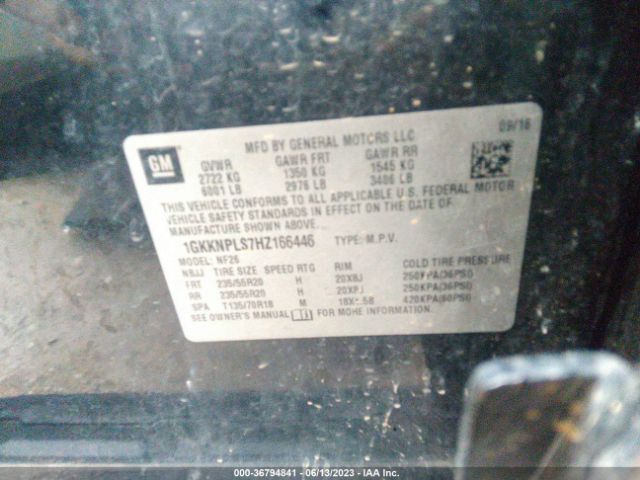 GM
MFD BY GENERAL MOTORS LLC 09/16
GVWR GAWR FRT GAWR RR
2722 KG 1350 KG 1545 KG
6001 LB 2976 LB 3406 LB
THIS VEHICLE CONFORMS TO ALL APPLICABLE U.S. FEDERAL MOTOR
VEHICLE SAFETY STANDARDS IN EFFECT ON THE DATE OF
MANUFACTURE SHOWN ABOVE.
1GKKNPLS7HZ166446 TYPE: M.P.V.
MODEL: NF26
NBJJ TIRE SIZE SPEED RTG RIM COLD TIRE PRESSURE
FRT 235/55R20 H 20X8J 250KPA(36PSI)
RR 235/55R20 H 20X8J 250KPA(36PSI)
SPA T135/70R18 M 420KPA(60PSI)
SEE OWNER'S MANUAL FOR MORE INFORMATION.
000-36794841 - 06/13/2023 - IAA Inc.